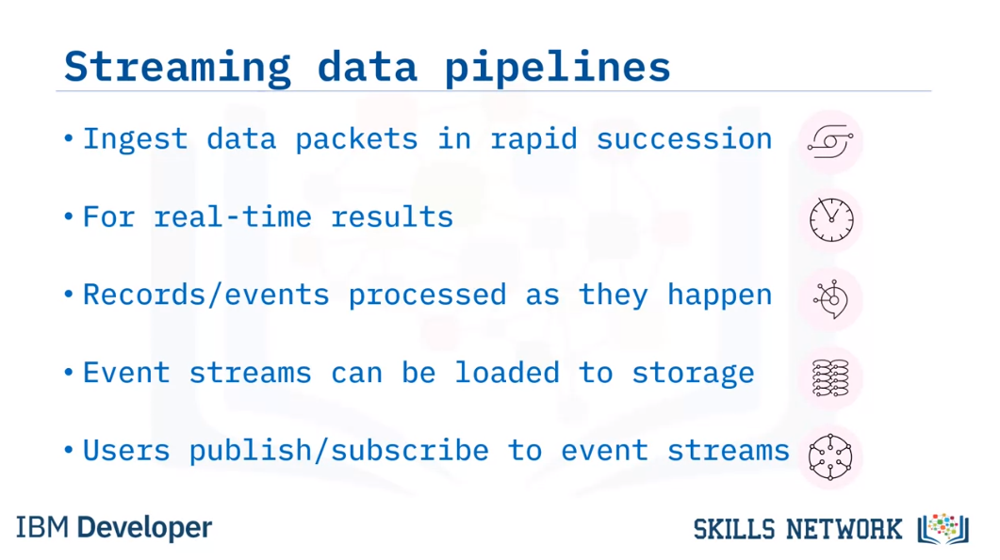 Streaming data pipelines
• Ingest data packets in rapid succession
• For real-time results
• Records/events processed as they happen
• Event streams can be loaded to storage
• Users publish/subscribe to event streams
IBM Developer
SKILLS NETWORK